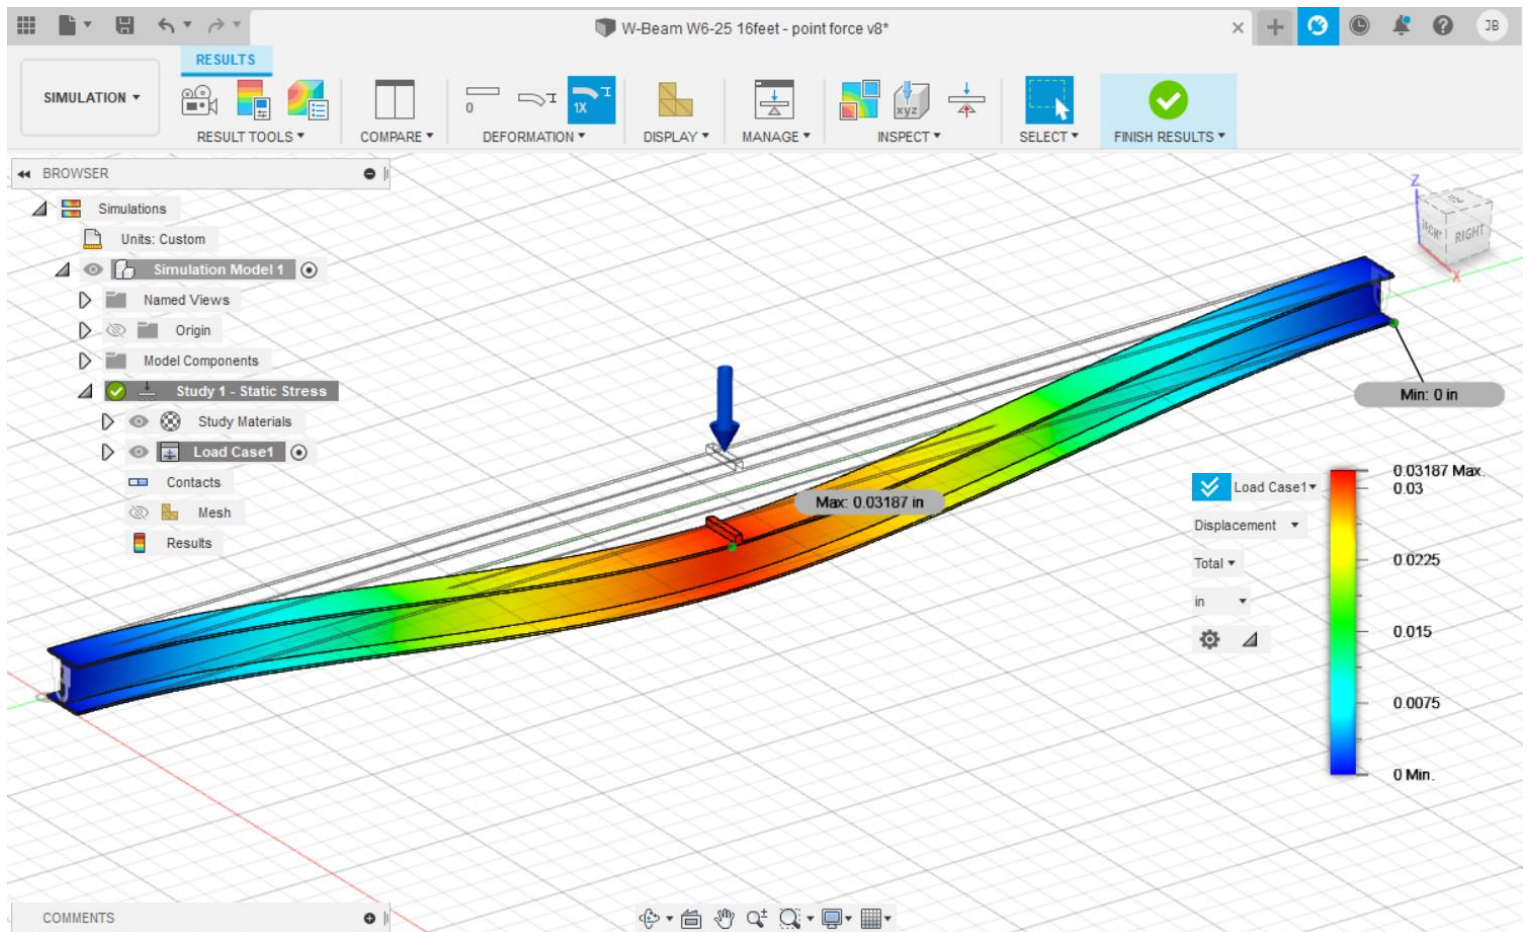 W-Beam W6-25 16feet - point force v8*
JB
RESULTS
SIMULATION
0
1X
xyz
RESULT TOOLS
COMPARE
DEFORMATION
DISPLAY
MANAGE
INSPECT
SELECT
FINISH RESULTS
BROWSER
Simulations
Units: Custom
Simulation Model 1
Named Views
Origin
Model Components
Study 1 - Static Stress
Study Materials
Load Case1
Contacts
Mesh
Results
Z
FRONT
RIGHT
X
Min: 0 in
Max: 0.03187 in
Load Case1
Displacement
Total
in
0.03187 Max.
0.03
0.0225
0.015
0.0075
0 Min.
COMMENTS